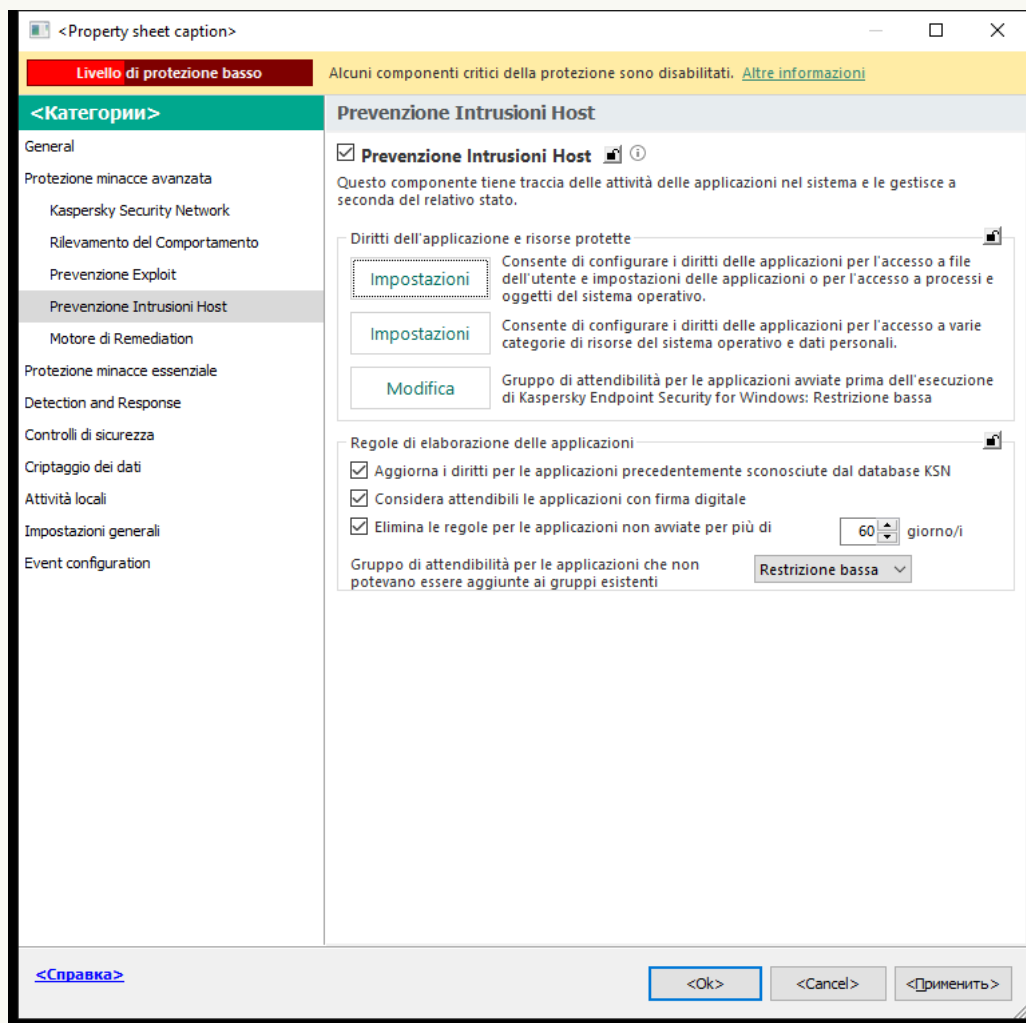 <Property sheet caption>
Livello di protezione basso
Alcuni componenti critici della protezione sono disabilitati. Altre informazioni
<Категории>
General
Protezione minacce avanzata
Kaspersky Security Network
Rilevamento del Comportamento
Prevenzione Exploit
Prevenzione Intrusioni Host
Motore di Remediation
Protezione minacce essenziale
Detection and Response
Controlli di sicurezza
Criptaggio dei dati
Attività locali
Impostazioni generali
Event configuration
Prevenzione Intrusioni Host
Prevenzione Intrusioni Host
Questo componente tiene traccia delle attività delle applicazioni nel sistema e le gestisce a
seconda del relativo stato.
Diritti dell'applicazione e risorse protette
Impostazioni
Consente di configurare i diritti delle applicazioni per l'accesso a file
dell'utente e impostazioni delle applicazioni o per l'accesso a processi e
oggetti del sistema operativo.
Impostazioni
Consente di configurare i diritti delle applicazioni per l'accesso a varie
categorie di risorse del sistema operativo e dati personali.
Modifica
Gruppo di attendibilità per le applicazioni avviate prima dell'esecuzione
di Kaspersky Endpoint Security for Windows: Restrizione bassa
Regole di elaborazione delle applicazioni
Aggiorna i diritti per le applicazioni precedentemente sconosciute dal database KSN
Considera attendibili le applicazioni con firma digitale
Elimina le regole per le applicazioni non avviate per più di 60 giorno/i
Gruppo di attendibilità per le applicazioni che non
potevano essere aggiunte ai gruppi esistenti
Restrizione bassa
<Справка>
<Ok>
<Cancel>
<Применить>